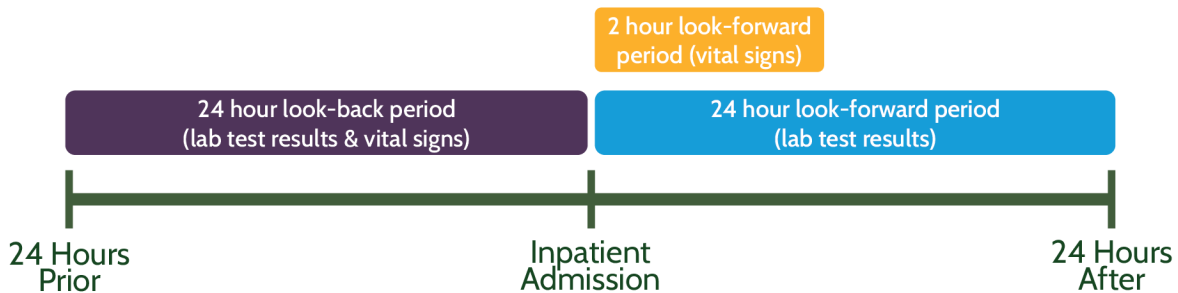 2 hour look-forward
period (vital signs)
24 hour look-back period
(lab test results & vital signs)
24 hour look-forward period
(lab test results)
24 Hours
Prior
Inpatient
Admission
24 Hours
After